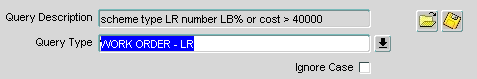 Query Description scheme type LR number LB% or cost > 40000
Query Type WORK ORDER - LR
Ignore Case